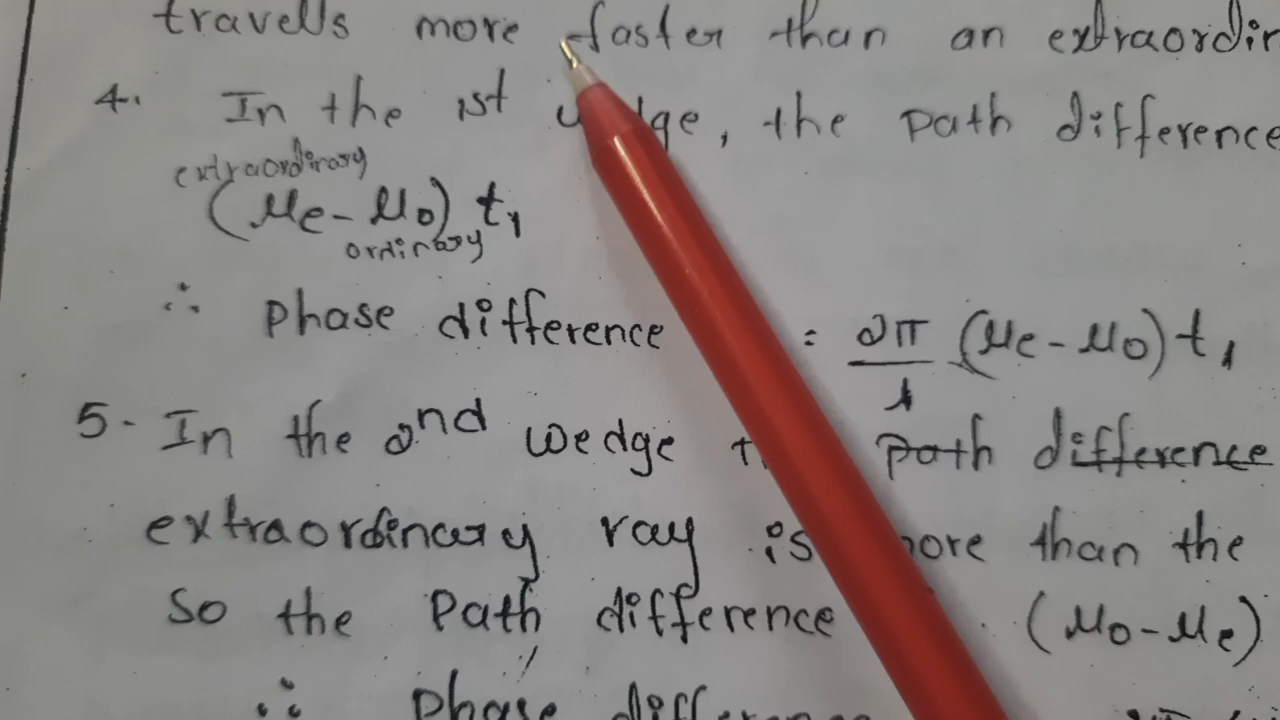 travells more faster than an extraordin
4. In the 1st wedge, the path difference
extraordinary
(μe - μo) t1
ordinary
∴ phase difference = 2π/λ (μe - μo) t1
5. In the 2nd wedge path difference
extraordinary ray is more than the
so the path difference (μo - μe)
∴ phase difference